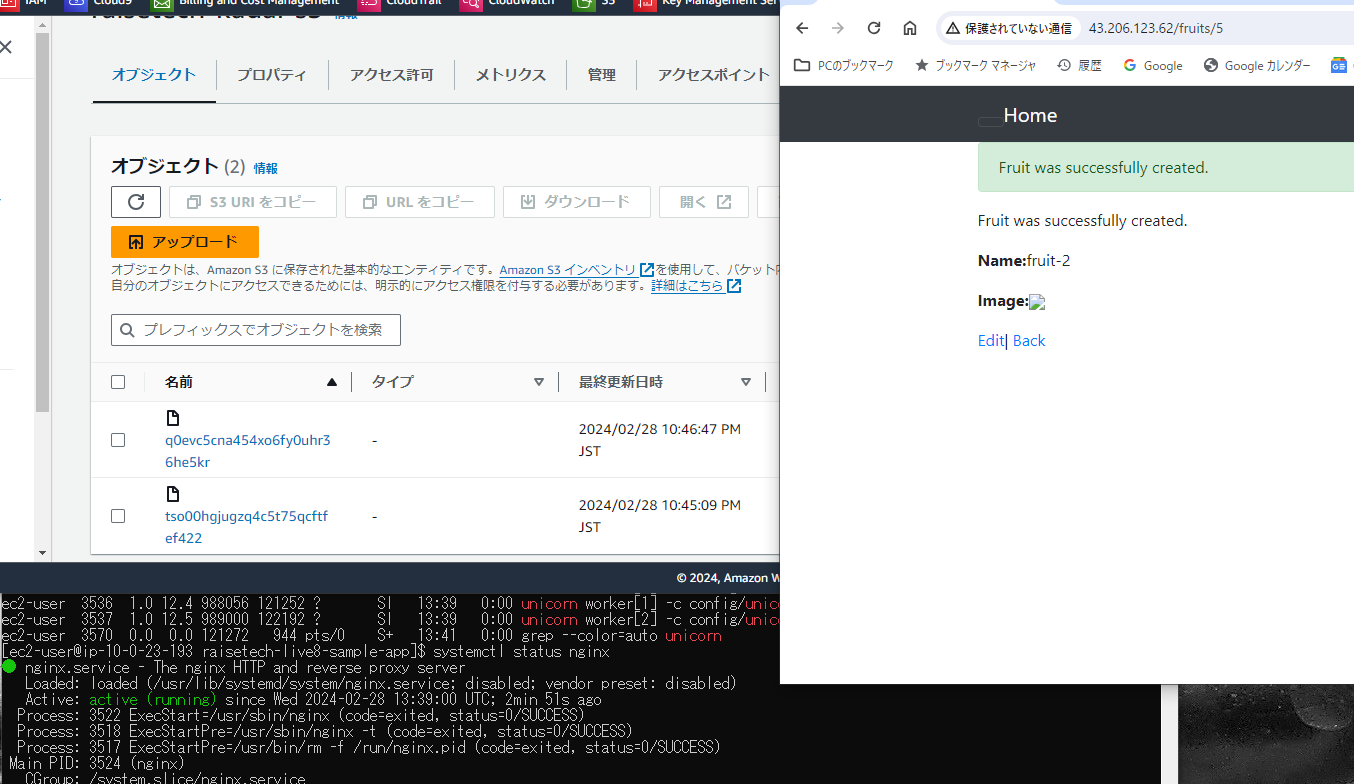 IAM Cloud9 Billing and Cost Management CloudTrail CloudWatch S3 Key Management Ser
情報
オブジェクト プロパティ アクセス許可 メトリクス 管理 アクセスポイント
オブジェクト (2) 情報
S3 URI をコピー URL をコピー ダウンロード 開く
アップロード
オブジェクトは、Amazon S3 に保存された基本的なエンティティです。Amazon S3 インベントリ を使用して、バケット内
自分のオブジェクトにアクセスできるためには、明示的にアクセス権限を付与する必要があります。詳細はこちら
プレフィックスでオブジェクトを検索
名前 タイプ 最終更新日時
q0evc5cna454xo6fy0uhr3
6he5kr
-
2024/02/28 10:46:47 PM
JST
tso00hgjugzq4c5t75qcftf
ef422
-
2024/02/28 10:45:09 PM
JST
© 2024, Amazon W
ec2-user 3536 1.0 12.4 988056 121252 ? Sl 13:39 0:00 unicorn worker[1] -c config/unico
ec2-user 3537 1.0 12.5 989000 122192 ? Sl 13:39 0:00 unicorn worker[2] -c config/unico
ec2-user 3570 0.0 0.0 121272 944 pts/0 S+ 13:41 0:00 grep --color=auto unicorn
[ec2-user@ip-10-0-23-193 raisetech-live8-sample-app]$ systemctl status nginx
● nginx.service - The nginx HTTP and reverse proxy server
Loaded: loaded (/usr/lib/systemd/system/nginx.service; disabled; vendor preset: disabled)
Active: active (running) since Wed 2024-02-28 13:39:00 UTC; 2min 51s ago
Process: 3522 ExecStart=/usr/sbin/nginx (code=exited, status=0/SUCCESS)
Process: 3518 ExecStartPre=/usr/sbin/nginx -t (code=exited, status=0/SUCCESS)
Process: 3517 ExecStartPre=/usr/bin/rm -f /run/nginx.pid (code=exited, status=0/SUCCESS)
Main PID: 3524 (nginx)
CGroup: /system.slice/nginx.service
保護されていない通信 43.206.123.62/fruits/5
PCのブックマーク ブックマーク マネージャ 履歴 Google Google カレンダー
Home
Fruit was successfully created.
Fruit was successfully created.
Name:fruit-2
Image:
Edit| Back